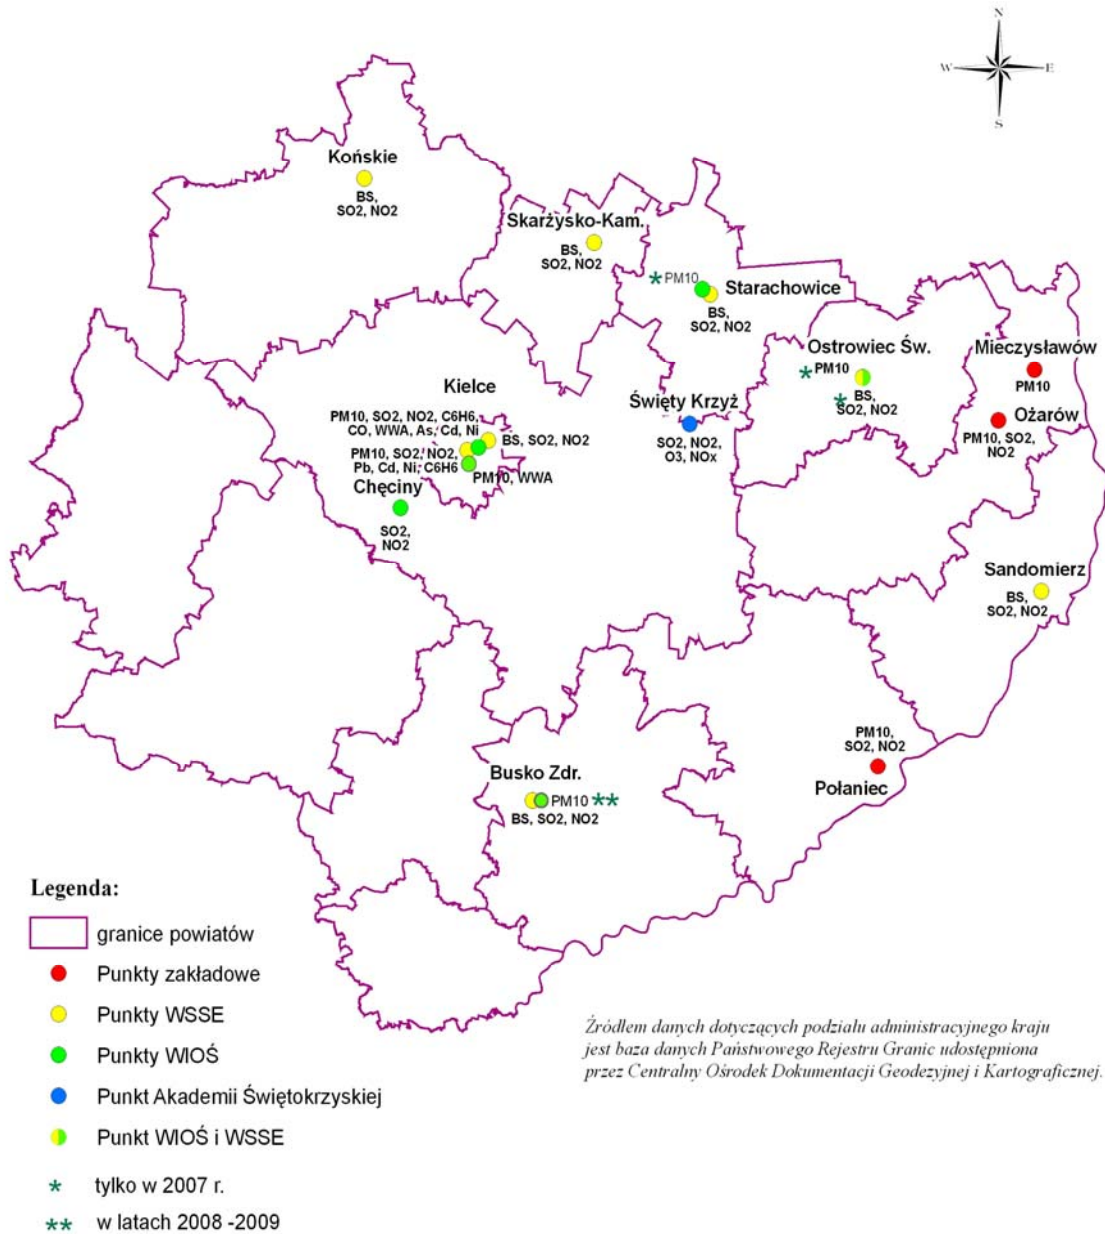 N
W E
S
Końskie
BS,
SO2, NO2
Skarżysko-Kam.
BS,
SO2, NO2
* PM10
Starachowice
BS,
SO2, NO2
Ostrowiec Św.
* PM10
*
BS,
SO2, NO2
Mieczysławów
PM10
Ożarów
PM10, SO2,
NO2
Kielce
PM10, SO2, NO2, C6H6,
CO, WWA, As, Cd, Ni
BS, SO2, NO2
PM10, SO2, NO2,
Pb, Cd, Ni, C6H6
PM10, WWA
Święty Krzyż
SO2, NO2,
O3, NOx
Chęciny
SO2,
NO2
Sandomierz
BS,
SO2, NO2
PM10,
SO2, NO2
Połaniec
Busko Zdr.
PM10 **
BS, SO2, NO2
Legenda:
granice powiatów
Punkty zakładowe
Punkty WSSE
Punkty WIOŚ
Punkt Akademii Świętokrzyskiej
Punkt WIOŚ i WSSE
* tylko w 2007 r.
** w latach 2008 -2009
Źródłem danych dotyczących podziału administracyjnego kraju
jest baza danych Państwowego Rejestru Granic udostępniona
przez Centralny Ośrodek Dokumentacji Geodezyjnej i Kartograficznej.